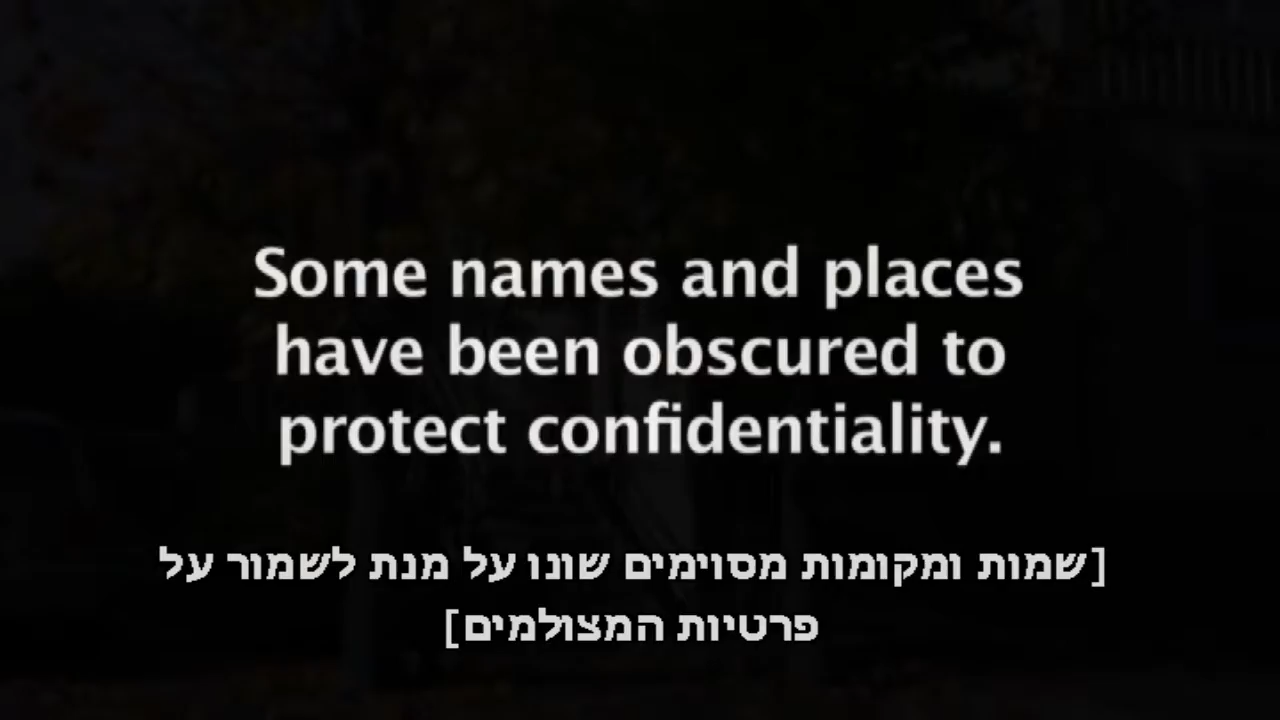 Some names and places
have been obscured to
protect confidentiality.
[שמות ומקומות מסוימים שונו על מנת לשמור על
פרטיות המצולמים]